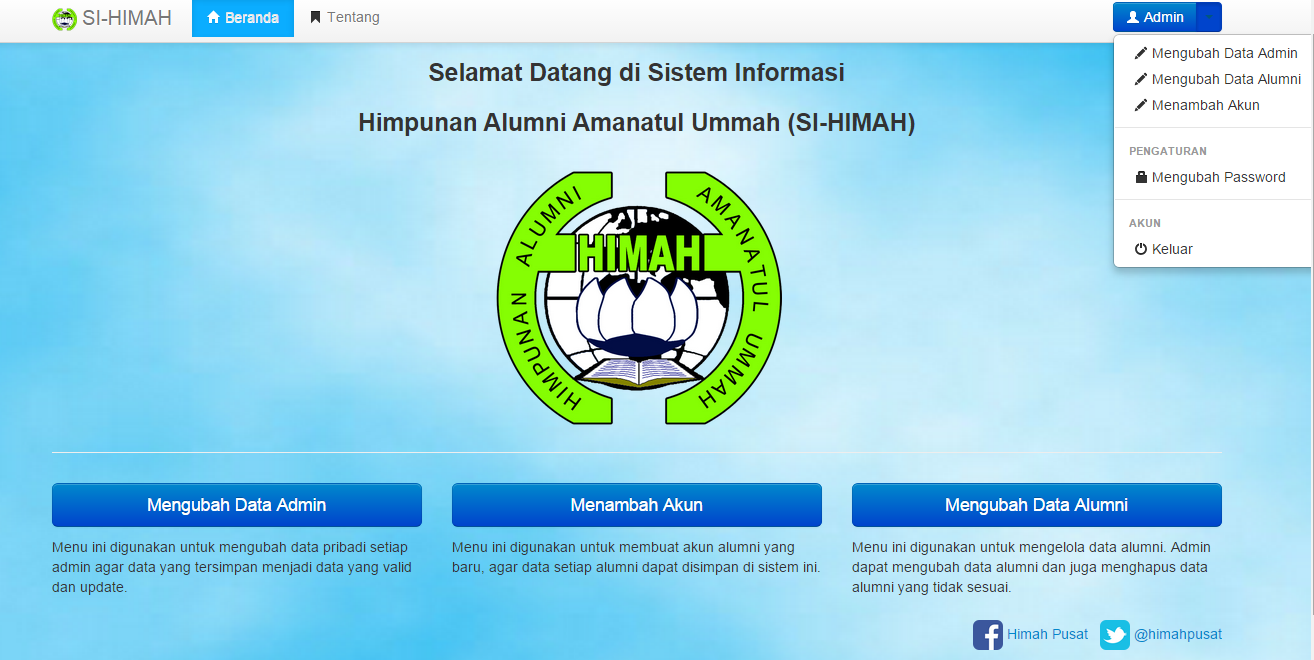 SI-HIMAH
Beranda
Tentang
Admin
Mengubah Data Admin
Mengubah Data Alumni
Menambah Akun
PENGATURAN
Mengubah Password
AKUN
Keluar
Selamat Datang di Sistem Informasi
Himpunan Alumni Amanatul Ummah (SI-HIMAH)
HIMPUNAN ALUMNI
AMANATUL UMMAH
HIMAH
Mengubah Data Admin
Menu ini digunakan untuk mengubah data pribadi setiap
admin agar data yang tersimpan menjadi data yang valid
dan update.
Menambah Akun
Menu ini digunakan untuk membuat akun alumni yang
baru, agar data setiap alumni dapat disimpan di sistem ini.
Mengubah Data Alumni
Menu ini digunakan untuk mengelola data alumni. Admin
dapat mengubah data alumni dan juga menghapus data
alumni yang tidak sesuai.
Himah Pusat
@himahpusat